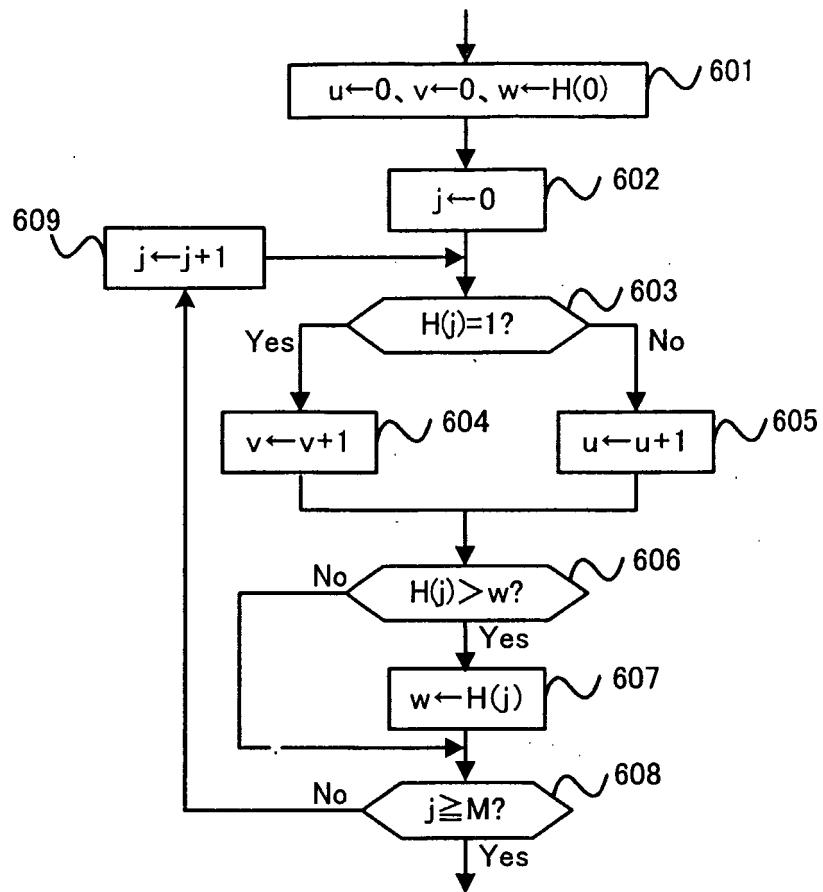 601
u←0、v←0、w←H(0)
602
j←0
609
j←j+1
603
H(j)=1?
Yes
No
604
v←v+1
605
u←u+1
606
No
H(j)>w?
Yes
607
w←H(j)
608
No
j≧M?
Yes